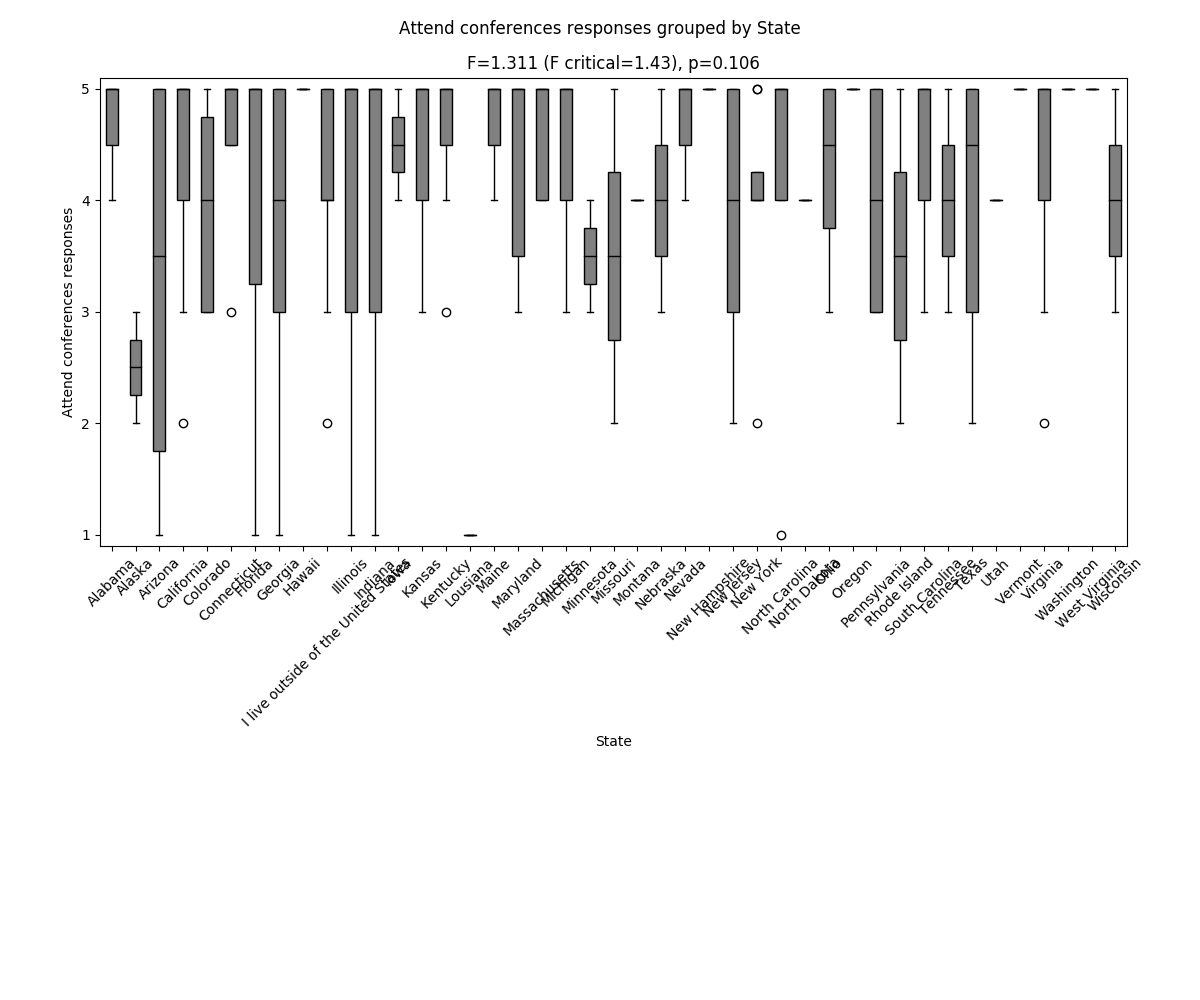 Attend conferences responses grouped by State
F=1.311 (F critical=1.43), p=0.106
Attend conferences responses
5
4
3
2
1
Alabama
Alaska
Arizona
California
Colorado
Connecticut
Florida
Georgia
Hawaii
I live outside of the United States
Illinois
Indiana
Iowa
Kansas
Kentucky
Lousiana
Maine
Maryland
Massachusetts
Michigan
Minnesota
Missouri
Montana
Nebraska
Nevada
New Hampshire
New Jersey
New York
North Carolina
North Dakota
Ohio
Oregon
Pennsylvania
Rhode Island
South Carolina
Tennessee
Texas
Utah
Vermont
Virginia
Washington
West Virginia
Wisconsin
State